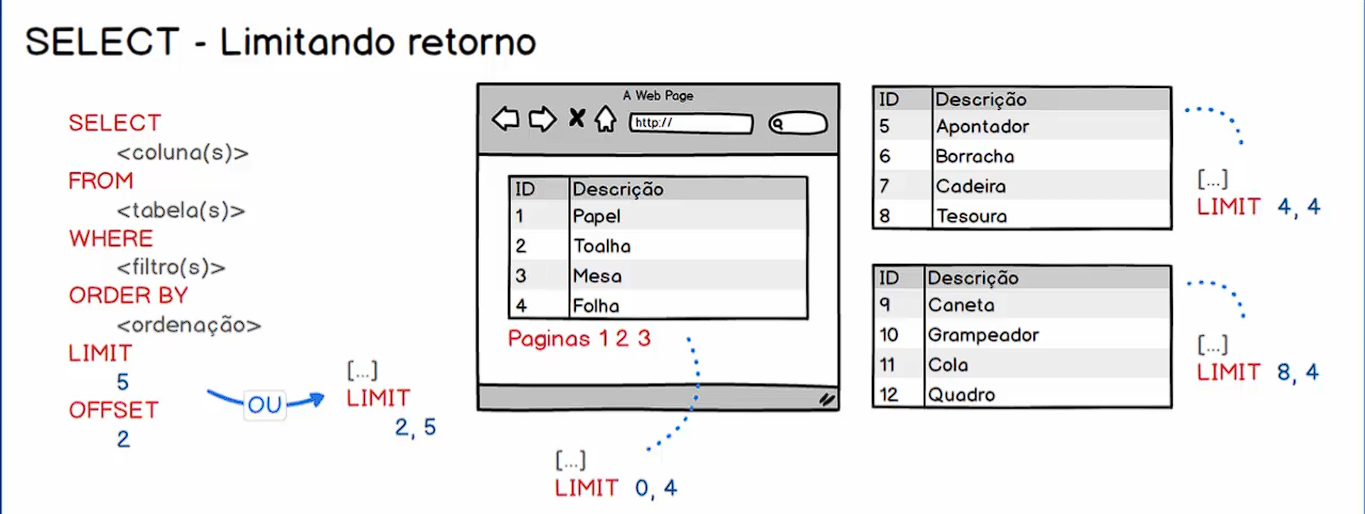 SELECT - Limitando retorno
SELECT
<coluna(s)>
FROM
<tabela(s)>
WHERE
<filtro(s)>
ORDER BY
<ordenação>
LIMIT
5
OFFSET
2
OU
[...]
LIMIT
2, 5
A Web Page
http://
ID Descrição
1 Papel
2 Toalha
3 Mesa
4 Folha
Paginas 1 2 3
[...]
LIMIT 0, 4
ID Descrição
5 Apontador
6 Borracha
7 Cadeira
8 Tesoura
[...]
LIMIT 4, 4
ID Descrição
9 Caneta
10 Grampeador
11 Cola
12 Quadro
[...]
LIMIT 8, 4